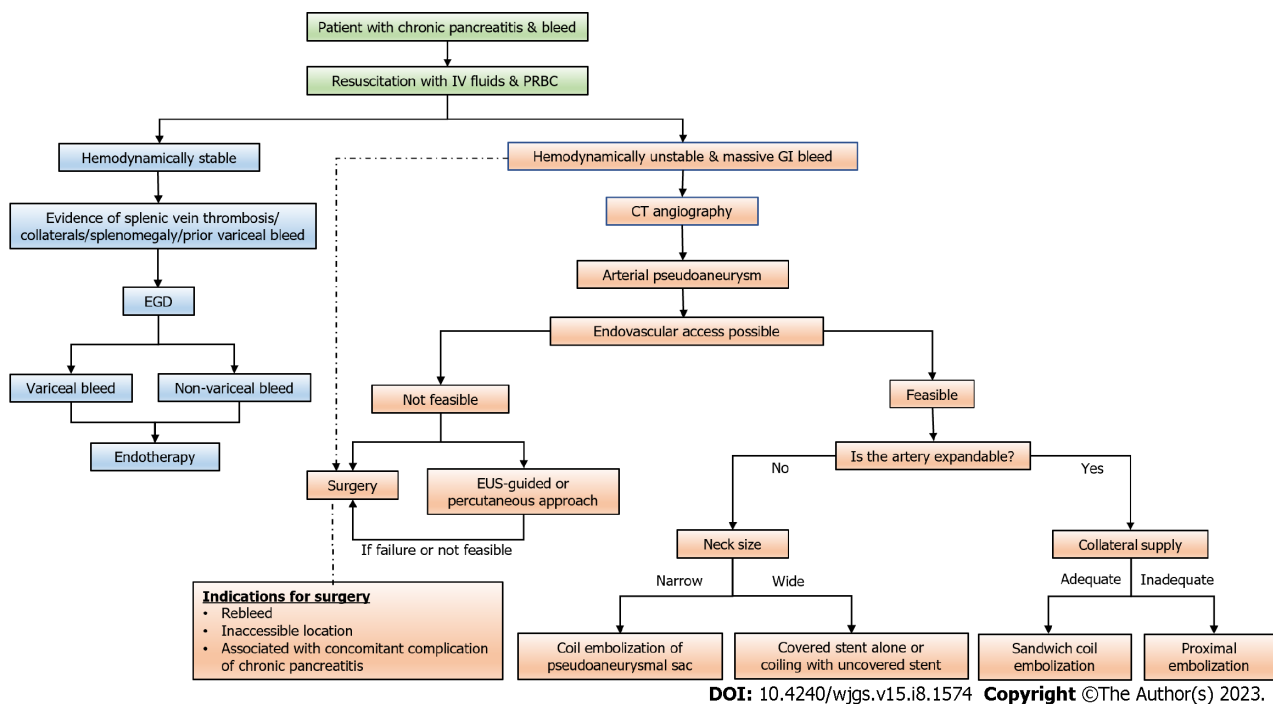 Patient with chronic pancreatitis & bleed
Resuscitation with IV fluids & PRBC
Hemodynamically stable
Hemodynamically unstable & massive GI bleed
Evidence of splenic vein thrombosis/
collaterals/splenomegaly/prior variceal bleed
CT angiography
Arterial pseudoaneurysm
EGD
Endovascular access possible
Variceal bleed
Non-variceal bleed
Not feasible
Feasible
Endotherapy
Is the artery expandable?
No
Yes
Surgery
EUS-guided or
percutaneous approach
If failure or not feasible
Neck size
Collateral supply
Narrow
Wide
Adequate
Inadequate
Indications for surgery
• Rebleed
• Inaccessible location
• Associated with concomitant complication
of chronic pancreatitis
Coil embolization of
pseudoaneurysmal sac
Covered stent alone or
coiling with uncovered stent
Sandwich coil
embolization
Proximal
embolization
DOI: 10.4240/wjgs.v15.i8.1574 Copyright ©The Author(s) 2023.